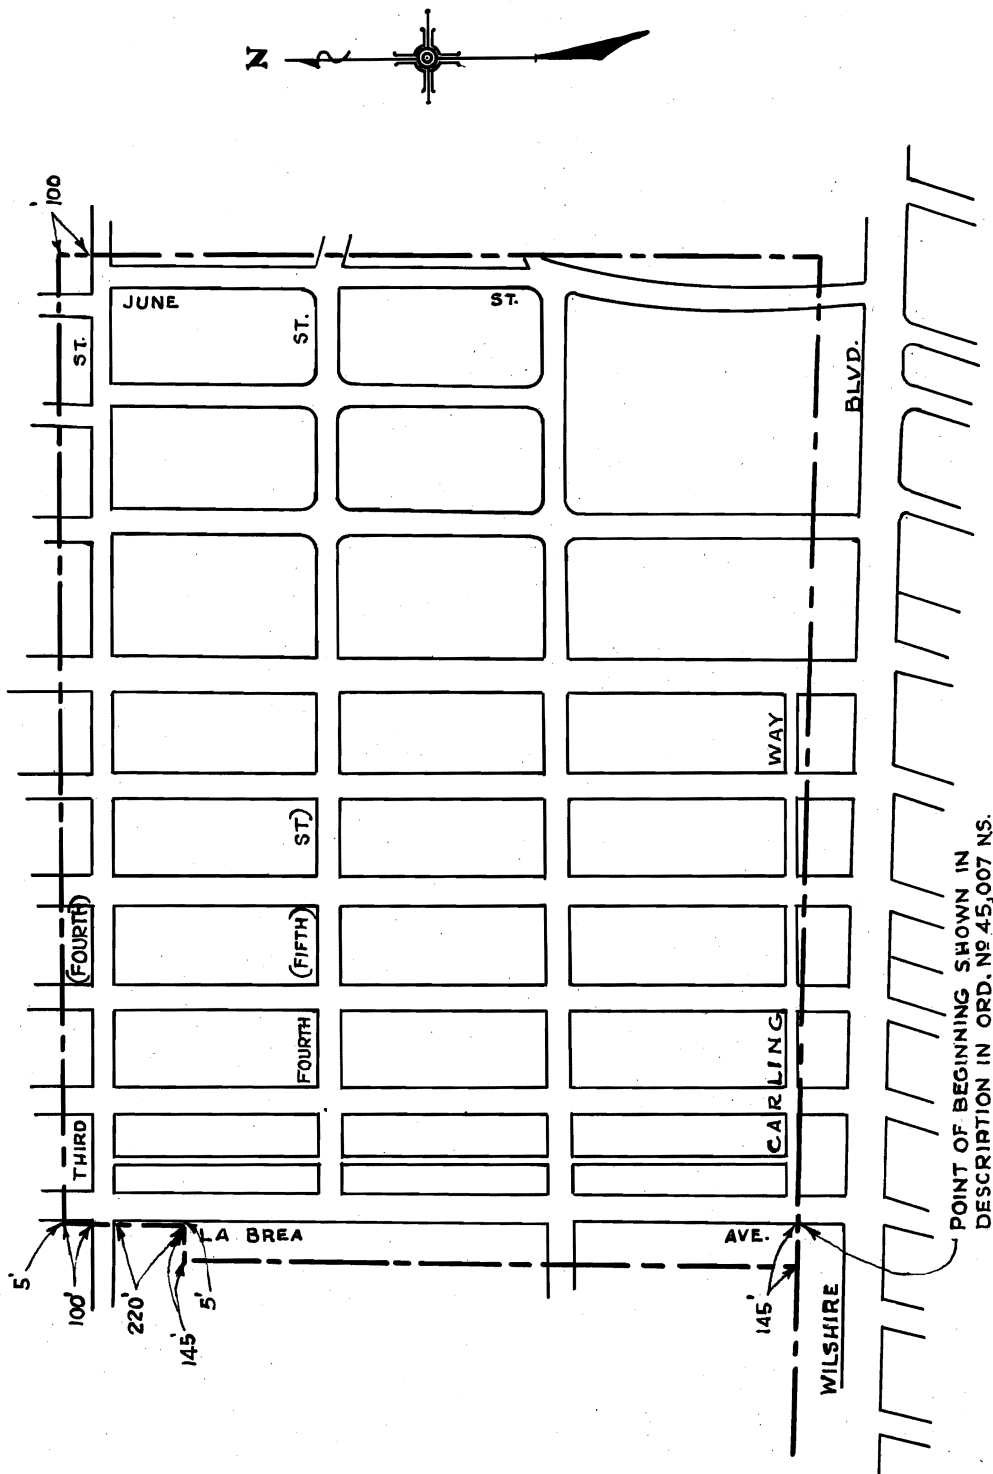 N
'100
JUNE ST.
ST.
ST.
BLVD.
WAY
ST)
(FOURTH)
(FIFTH)
FOURTH
CARLING
THIRD
LA BREA AVE.
5'
100'
220'
145'
5'
145'
WILSHIRE
POINT OF BEGINNING SHOWN IN
DESCRIPTION IN ORD. Nº 45,007 N.S.